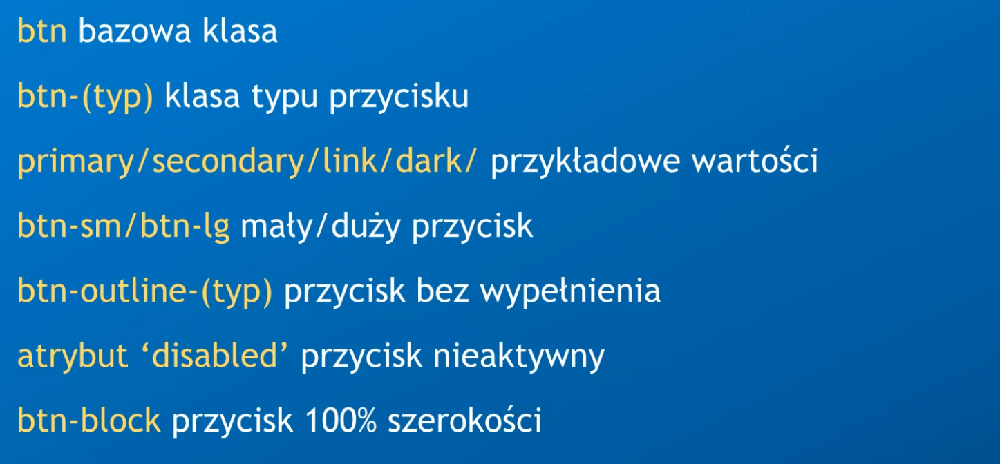 btn bazowa klasa
btn-(typ) klasa typu przycisku
primary/secondary/link/dark/ przykładowe wartości
btn-sm/btn-lg mały/duży przycisk
btn-outline-(typ) przycisk bez wypełnienia
atrybut ‘disabled’ przycisk nieaktywny
btn-block przycisk 100% szerokości